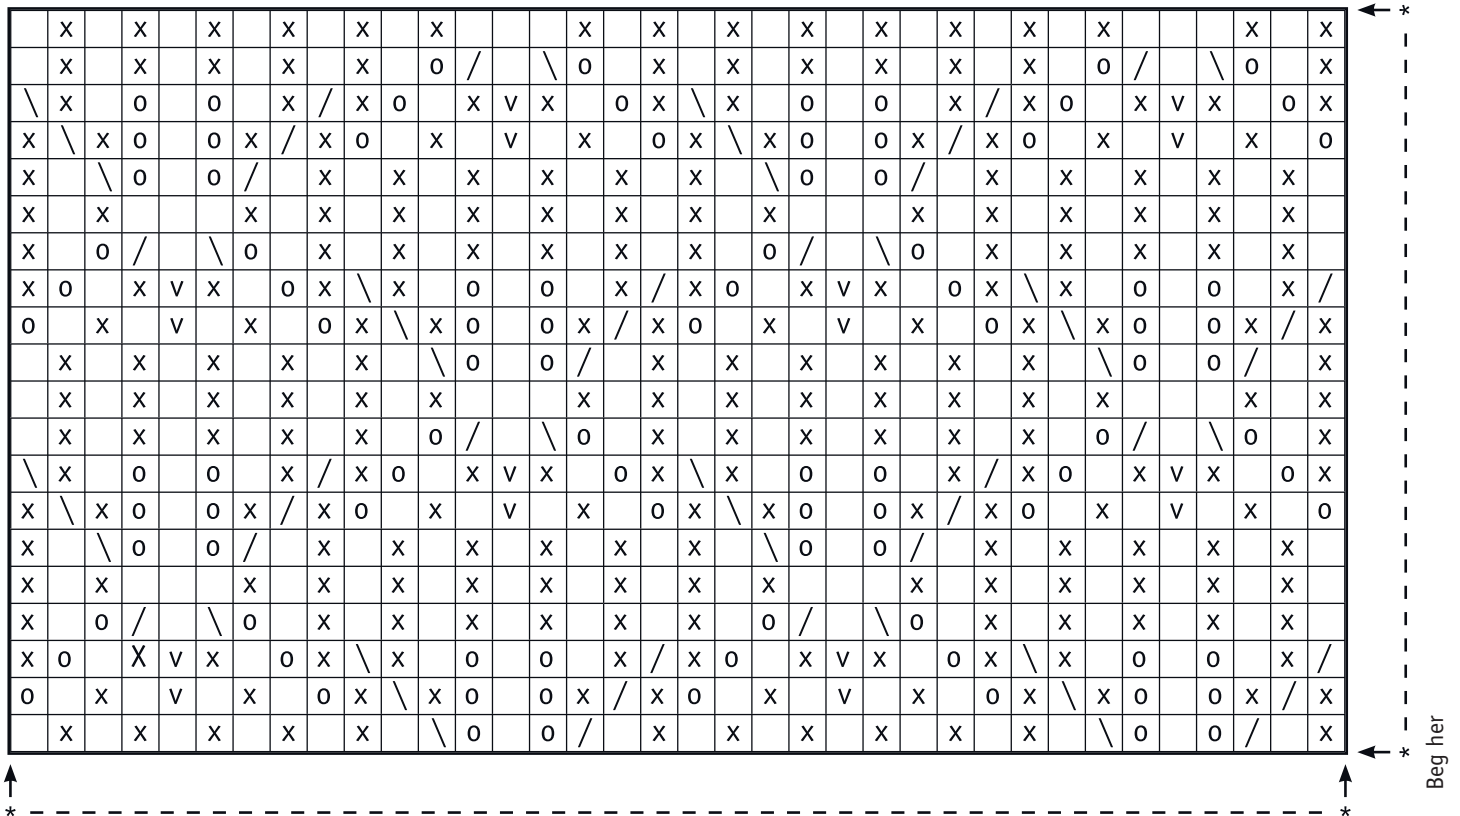 x x x x x x x x x x x x x x x x ← *
x x x x x o / \ o x x x x x x o / \ o x
\ x o o x / x o x v x o x \ x o o x / x o x v x o x
x \ x o o x / x o x v x o x \ x o o x / x o x v x o
x \ o o / x x x x x x \ o o / x x x x x
x x x x x x x x x x x x x x x x
x o / \ o x x x x x x o / \ o x x x x x
x o x v x o x \ x o o x / x o x v x o x \ x o o x /
o x v x o x \ x o o x / x o x v x o x \ x o o x / x
x x x x x \ o o / x x x x x x \ o o / x
x x x x x x x x x x x x x x x x
x x x x x o / \ o x x x x x x o / \ o x
\ x o o x / x o x v x o x \ x o o x / x o x v x o x
x \ x o o x / x o x v x o x \ x o o x / x o x v x o
x \ o o / x x x x x x \ o o / x x x x x
x x x x x x x x x x x x x x x x
x o / \ o x x x x x x o / \ o x x x x x
x o X v x o x \ x o o x / x o x v x o x \ x o o x /
o x v x o x \ x o o x / x o x v x o x \ x o o x / x
x x x x x \ o o / x x x x x x \ o o / x
← * Beg her
* *